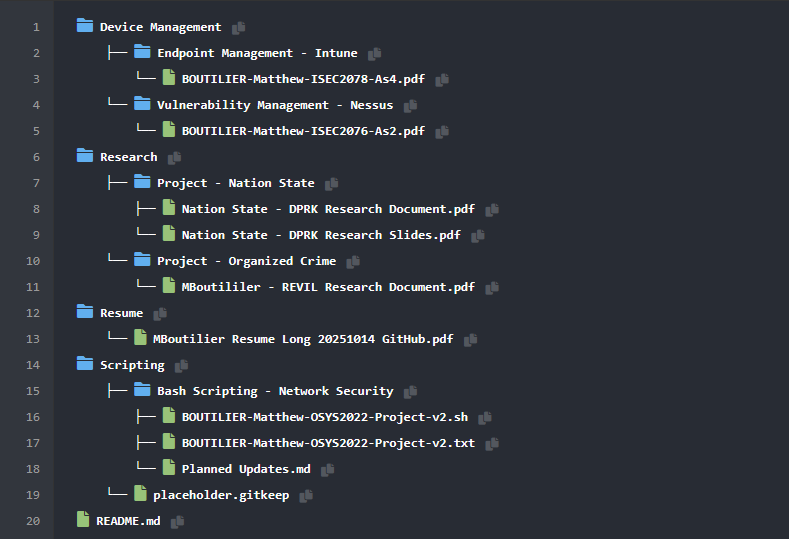 1 Device Management
2 ├── Endpoint Management - Intune
3 └── BOUTILIER-Matthew-ISEC2078-As4.pdf
4 └── Vulnerability Management - Nessus
5 └── BOUTILIER-Matthew-ISEC2076-As2.pdf
6 Research
7 ├── Project - Nation State
8 ├── Nation State - DPRK Research Document.pdf
9 └── Nation State - DPRK Research Slides.pdf
10 └── Project - Organized Crime
11 └── MBoutililer - REVIL Research Document.pdf
12 Resume
13 └── MBoutilier Resume Long 20251014 GitHub.pdf
14 Scripting
15 ├── Bash Scripting - Network Security
16 ├── BOUTILIER-Matthew-OSYS2022-Project-v2.sh
17 ├── BOUTILIER-Matthew-OSYS2022-Project-v2.txt
18 └── Planned Updates.md
19 └── placeholder.gitkeep
20 README.md